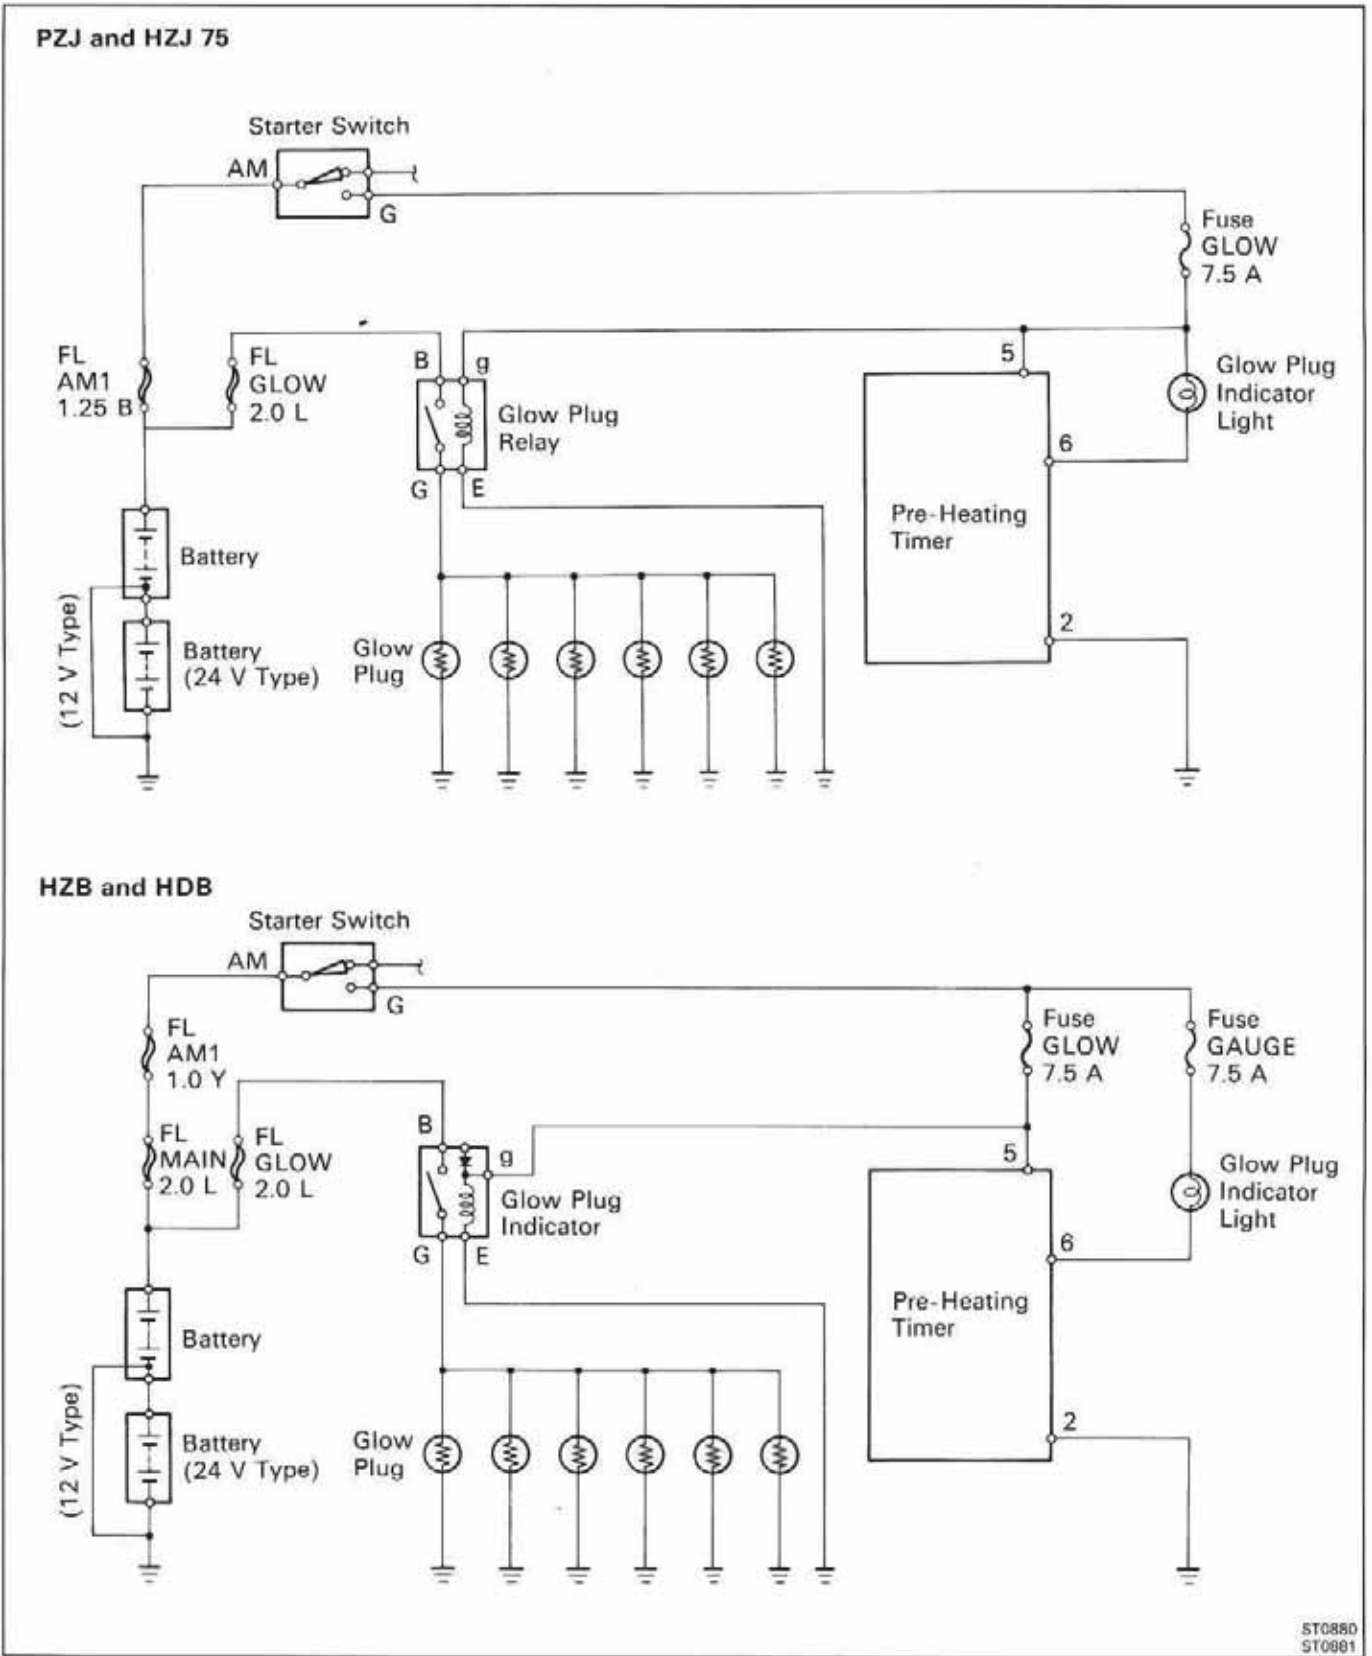 PZJ and HZJ 75
Starter Switch
AM
G
Fuse
GLOW
7.5 A
FL
AM1
1.25 B
FL
GLOW
2.0 L
B
g
Glow Plug
Relay
G
E
5
Glow Plug
Indicator
Light
6
Pre-Heating
Timer
2
Battery
(12 V Type)
Battery
(24 V Type)
Glow
Plug
HZB and HDB
Starter Switch
AM
G
FL
AM1
1.0 Y
Fuse
GLOW
7.5 A
Fuse
GAUGE
7.5 A
FL
MAIN
2.0 L
FL
GLOW
2.0 L
B
g
Glow Plug
Indicator
G
E
5
Glow Plug
Indicator
Light
6
Pre-Heating
Timer
2
Battery
(12 V Type)
Battery
(24 V Type)
Glow
Plug
ST0880
ST0881